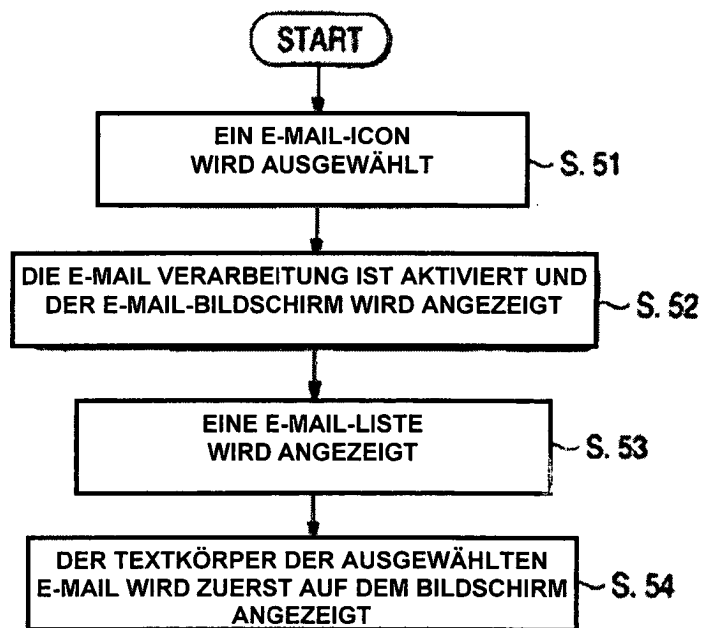 START
EIN E-MAIL-ICON
WIRD AUSGEWÄHLT
S. 51
DIE E-MAIL VERARBEITUNG IST AKTIVIERT UND
DER E-MAIL-BILDSCHIRM WIRD ANGEZEIGT
S. 52
EINE E-MAIL-LISTE
WIRD ANGEZEIGT
S. 53
DER TEXTKÖRPER DER AUSGEWÄHLTEN
E-MAIL WIRD ZUERST AUF DEM BILDSCHIRM
ANGEZEIGT
S. 54